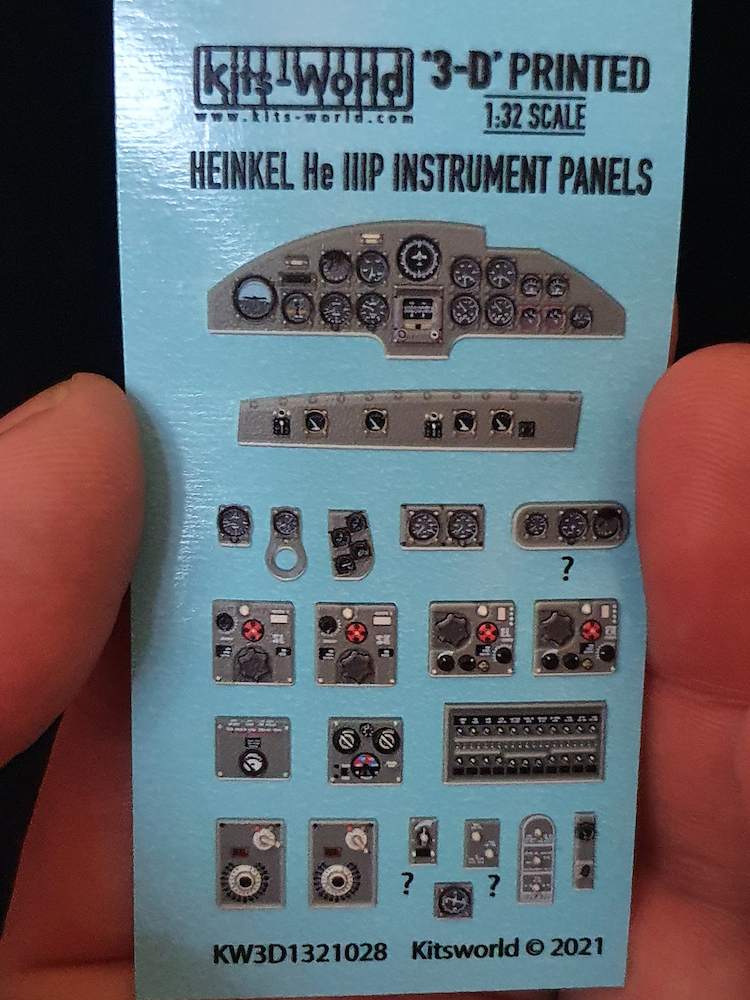 Kits-World
'3-D' PRINTED
www.kits-world.com
1:32 SCALE
HEINKEL He IIIP INSTRUMENT PANELS
?
?
?
KW3D1321028 Kitsworld © 2021